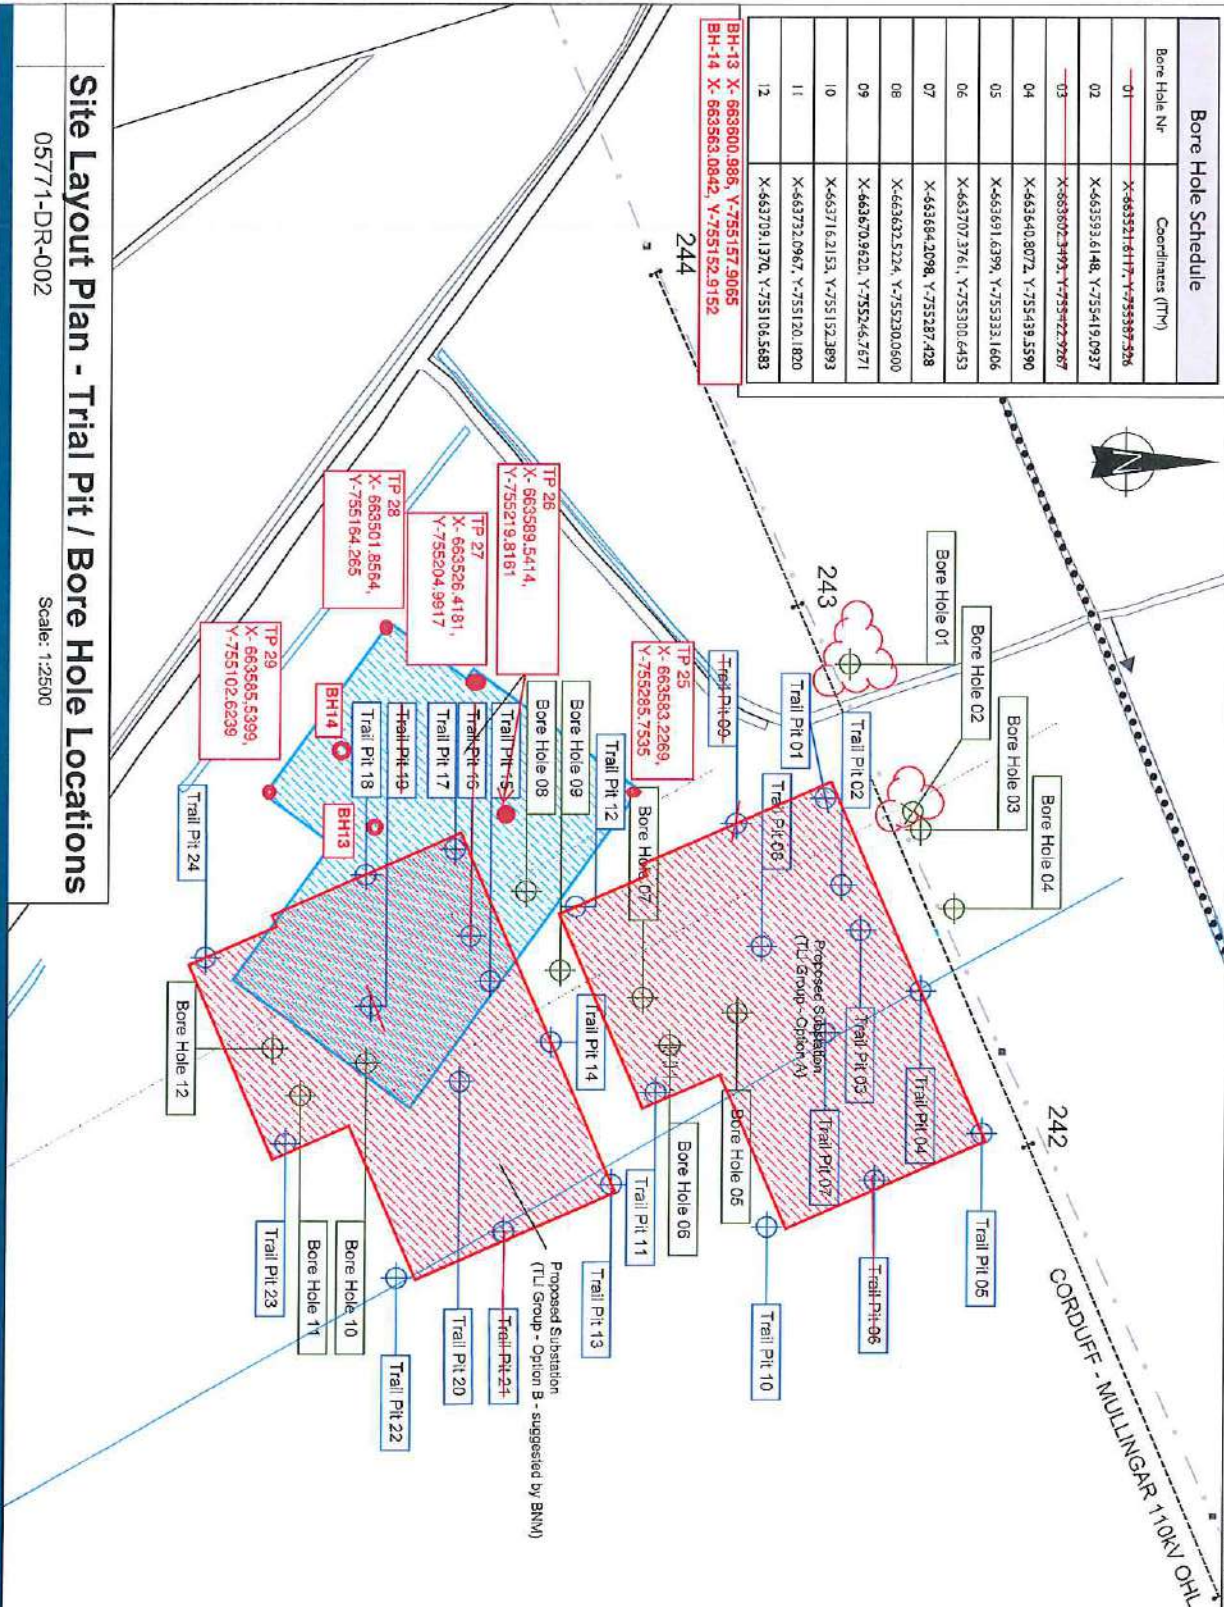 Bore Hole Schedule
Bore Hole Nr Coordinates (ITM)
01 X-663521.6117, Y-755387.526
02 X-663593.6148, Y-755419.0937
03 X-663602.3493, Y-755422.9267
04 X-663640.8072, Y-755439.5590
05 X-663691.6399, Y-755333.1606
06 X-663707.3761, Y-755300.6453
07 X-663684.2098, Y-755287.428
08 X-663632.5224, Y-755230.0600
09 X-663670.9620, Y-755246.7671
10 X-663716.2153, Y-755152.3893
11 X-663732.0967, Y-755120.1820
12 X-663709.1370, Y-755106.5683
BH-13 X- 663600.986, Y-755157.9065
BH-14 X- 663563.0842, Y-755152.9152
N
244
243
242
CORDUFF - MULLINGAR 110kV OHL
Bore Hole 01
Bore Hole 02
Bore Hole 03
Bore Hole 04
Trail Pit 02
Trail Pit 01
Trail Pit 09
Trail Pit 08
Proposed Substation
(TLI Group - Option A)
Trail Pit 03
Trail Pit 04
Trail Pit 05
Trail Pit 06
Trail Pit 07
Trail Pit 10
Bore Hole 05
Bore Hole 06
Bore Hole 07
TP 25
X- 663583.2269,
Y-755285.7535
Trail Pit 12
Trail Pit 11
Trail Pit 14
Trail Pit 13
Bore Hole 09
Bore Hole 08
TP 26
X- 663589.5414,
Y-755219.8161
TP 27
X- 663526.4181,
Y-755204.9917
TP 28
X- 663501.8564,
Y-755164.265
TP 29
X- 663585.5399,
Y-755102.6239
Trail Pit 15
Trail Pit 16
Trail Pit 17
Trail Pit 19
Trail Pit 18
BH14
BH13
Trail Pit 24
Proposed Substation
(TLI Group - Option B - suggested by BNM)
Trail Pit 21
Trail Pit 20
Trail Pit 22
Bore Hole 10
Bore Hole 11
Trail Pit 23
Bore Hole 12
Site Layout Plan - Trial Pit / Bore Hole Locations
05771-DR-002
Scale: 1:2500